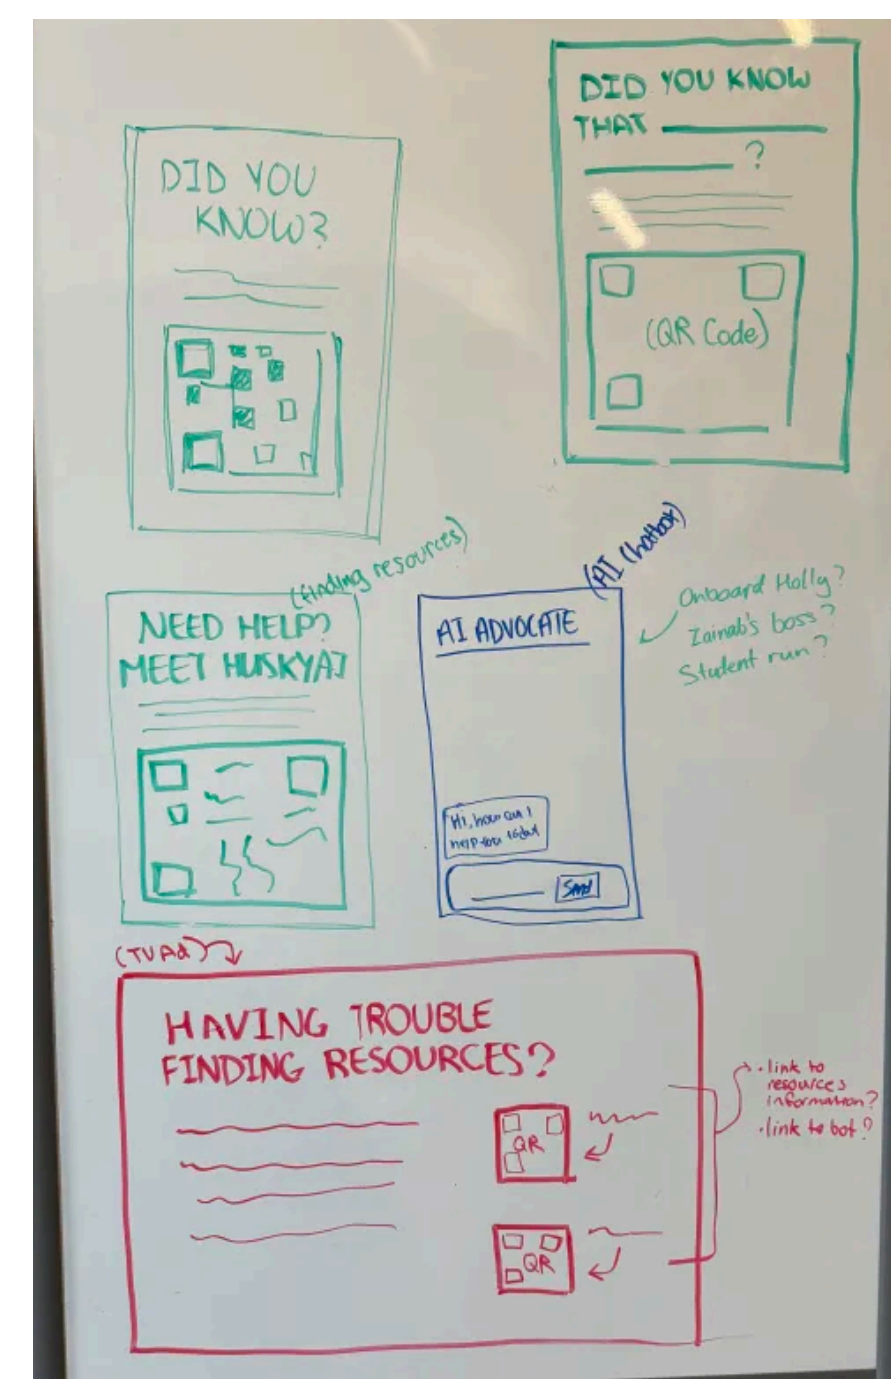 DID YOU
KNOW?
DID YOU KNOW
THAT
?
(QR Code)
(finding resources)
NEED HELP?
MEET HUSKYAI
(AI Chatbox)
AI ADVOCATE
Hi, how can I
help you today
Send
Onboard Holly?
Zainab's boss?
Student run?
(TV Ad)
HAVING TROUBLE
FINDING RESOURCES?
QR
QR
• link to
resources
information?
• link to bot?